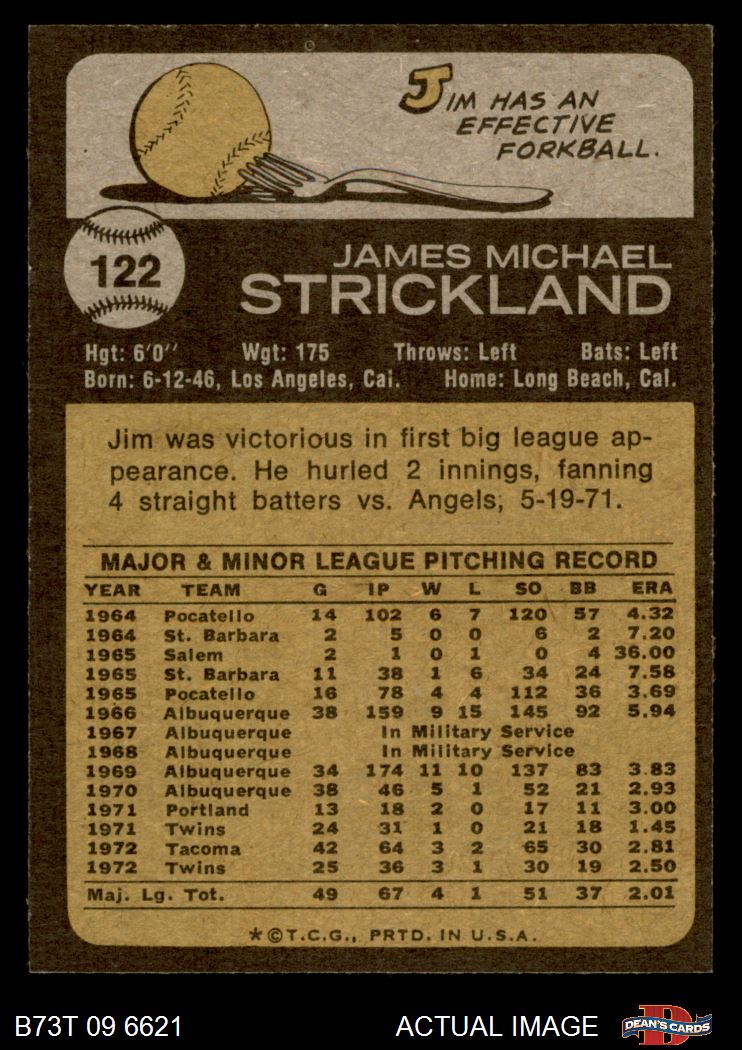 JIM HAS AN
EFFECTIVE
FORKBALL.
122
JAMES MICHAEL
STRICKLAND
Hgt: 6'0'' Wgt: 175 Throws: Left Bats: Left
Born: 6-12-46, Los Angeles, Cal. Home: Long Beach, Cal.
Jim was victorious in first big league ap-
pearance. He hurled 2 innings, fanning
4 straight batters vs. Angels, 5-19-71.
MAJOR & MINOR LEAGUE PITCHING RECORD
YEAR TEAM G IP W L SO BB ERA
1964 Pocatello 14 102 6 7 120 57 4.32
1964 St. Barbara 2 5 0 0 6 2 7.20
1965 Salem 2 1 0 1 0 4 36.00
1965 St. Barbara 11 38 1 6 34 24 7.58
1965 Pocatello 16 78 4 4 112 36 3.69
1966 Albuquerque 38 159 9 15 145 92 5.94
1967 Albuquerque In Military Service
1968 Albuquerque In Military Service
1969 Albuquerque 34 174 11 10 137 83 3.83
1970 Albuquerque 38 46 5 1 52 21 2.93
1971 Portland 13 18 2 0 17 11 3.00
1971 Twins 24 31 1 0 21 18 1.45
1972 Tacoma 42 64 3 2 65 30 2.81
1972 Twins 25 36 3 1 30 19 2.50
Maj. Lg. Tot. 49 67 4 1 51 37 2.01
*©T.C.G., PRTD. IN U.S.A.
B73T 09 6621 ACTUAL IMAGE D DEAN'S CARDS